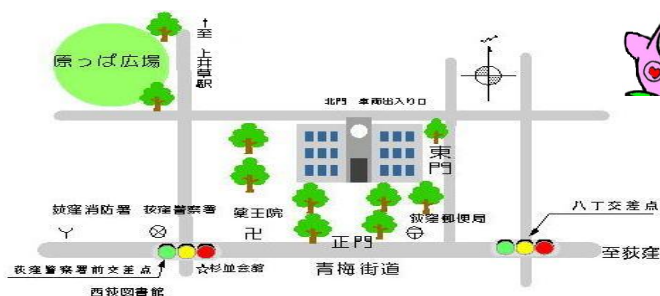 ↑至上井草駅
原っぱ広場
北門 車両出入り口
東門
荻窪消防署
荻窪警察署
薬王院
卍
荻窪郵便局
八丁交差点
正門
至荻窪
荻窪警察署前交差点
☆杉並会館
青梅街道
西荻図書館